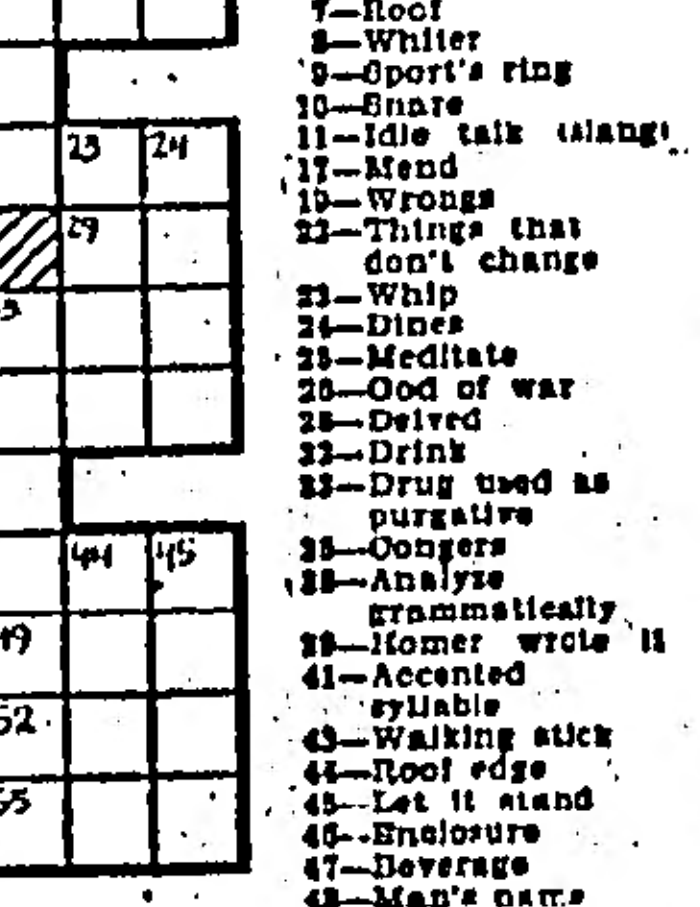 23 24
29
44 45
49
52
55
7—Roof
8—Whiter
9—Sport's ring
10—Snare
11—Idle talk (slang)
17—Mend
19—Wrongs
22—Things that
don't change
23—Whip
24—Dines
25—Meditate
26—God of war
28—Delved
32—Drink
33—Drug used as
purgative
35—Congers
38—Analyze
grammatically
39—Homer wrote it
41—Accented
syllable
43—Walking stick
44—Roof edge
45—Let it stand
46—Enclosure
47—Beverage
48—Man's name